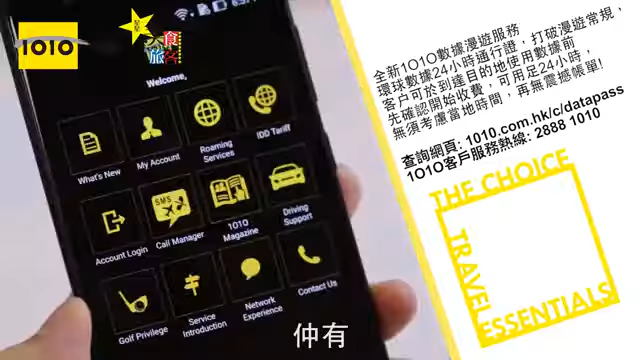 1O1O
食
旅
Welcome,
What's New
My Account
Roaming
Services
IDD Tariff
Account Login
SMS
Call Manager
1010
Magazine
Driving
Support
Golf Privilege
Service
Introduction
Network
Experience
Contact Us
全新1O1O數據漫遊服務
環球數據24小時通行證，打破漫遊常規，
客戶可於到達目的地使用數據前
先確認開始收費，可用足24小時，
無須考慮當地時間，再無震撼帳單!
查詢網頁: 1010.com.hk/c/datapass
1O1O客戶服務熱線: 2888 1010
THE CHOICE
TRAVEL
ESSENTIALS
仲有